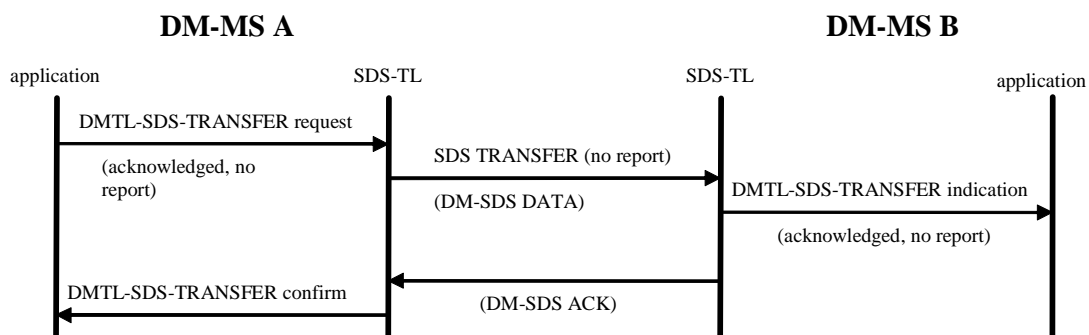 DM-MS A
DM-MS B
application
SDS-TL
SDS-TL
application
DMTL-SDS-TRANSFER request
(acknowledged, no
report)
SDS TRANSFER (no report)
(DM-SDS DATA)
DMTL-SDS-TRANSFER indication
(acknowledged, no report)
DMTL-SDS-TRANSFER confirm
(DM-SDS ACK)